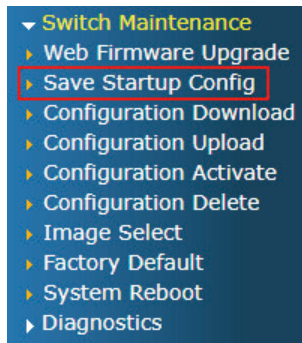 Switch Maintenance
Web Firmware Upgrade
Save Startup Config
Configuration Download
Configuration Upload
Configuration Activate
Configuration Delete
Image Select
Factory Default
System Reboot
Diagnostics